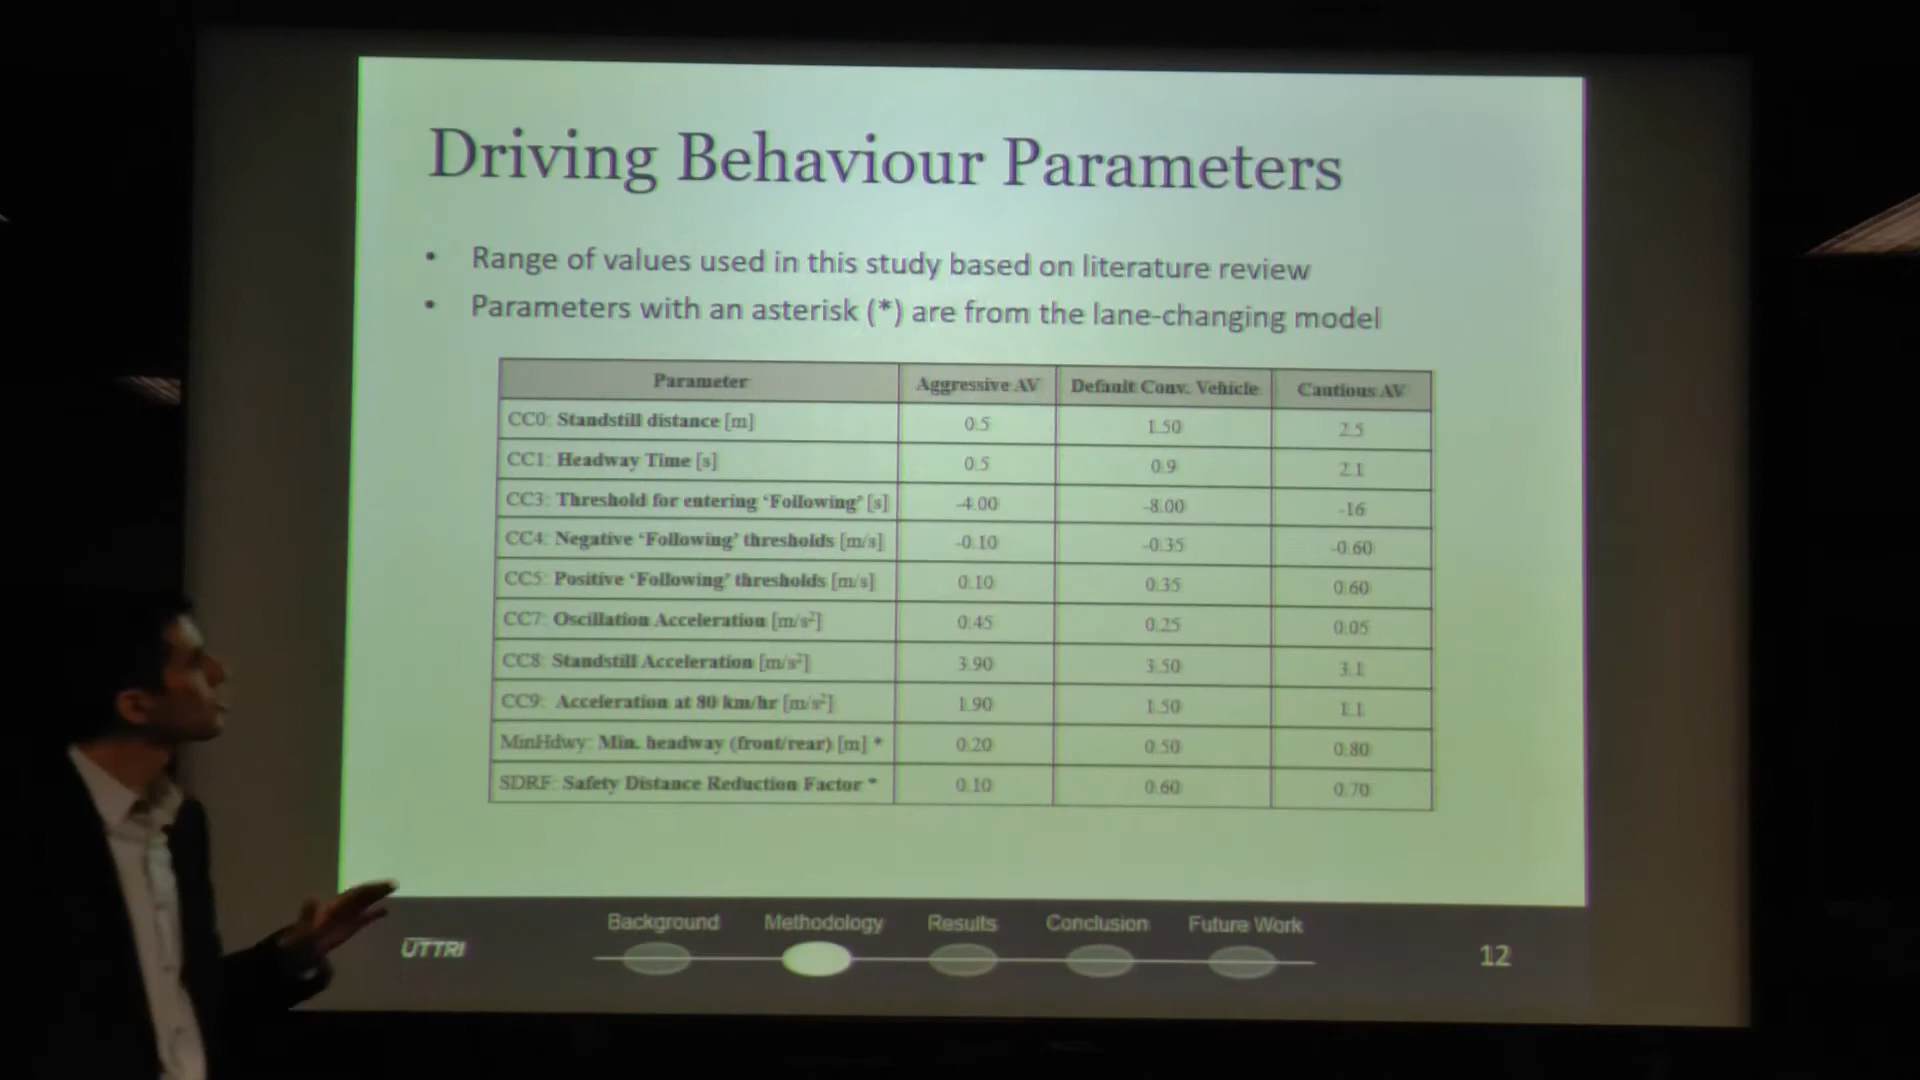 Driving Behaviour Parameters
• Range of values used in this study based on literature review
• Parameters with an asterisk (*) are from the lane-changing model
Parameter Aggressive AV Default Conv. Vehicle Cautious AV
CC0: Standstill distance [m] 0.5 1.50 2.5
CC1: Headway Time [s] 0.5 0.9 2.1
CC3: Threshold for entering ‘Following’ [s] -4.00 -8.00 -16
CC4: Negative ‘Following’ thresholds [m/s] -0.10 -0.35 -0.60
CC5: Positive ‘Following’ thresholds [m/s] 0.10 0.35 0.60
CC7: Oscillation Acceleration [m/s²] 0.45 0.25 0.05
CC8: Standstill Acceleration [m/s²] 3.90 3.50 3.1
CC9: Acceleration at 80 km/hr [m/s²] 1.90 1.50 1.1
MinHdwy: Min. headway (front/rear) [m] * 0.20 0.50 0.80
SDRF: Safety Distance Reduction Factor * 0.10 0.60 0.70
Background Methodology Results Conclusion Future Work
UTTRI
12